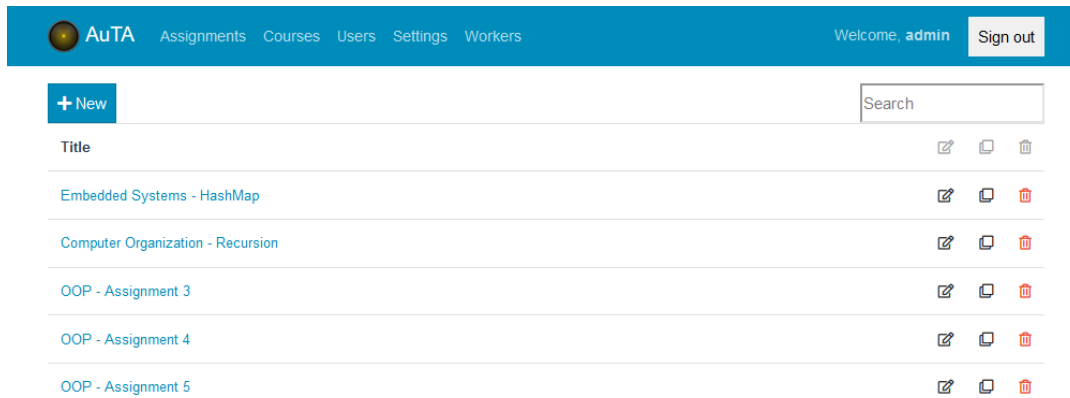 AuTA Assignments Courses Users Settings Workers Welcome, admin Sign out
New Search
Title
Embedded Systems - HashMap
Computer Organization - Recursion
OOP - Assignment 3
OOP - Assignment 4
OOP - Assignment 5